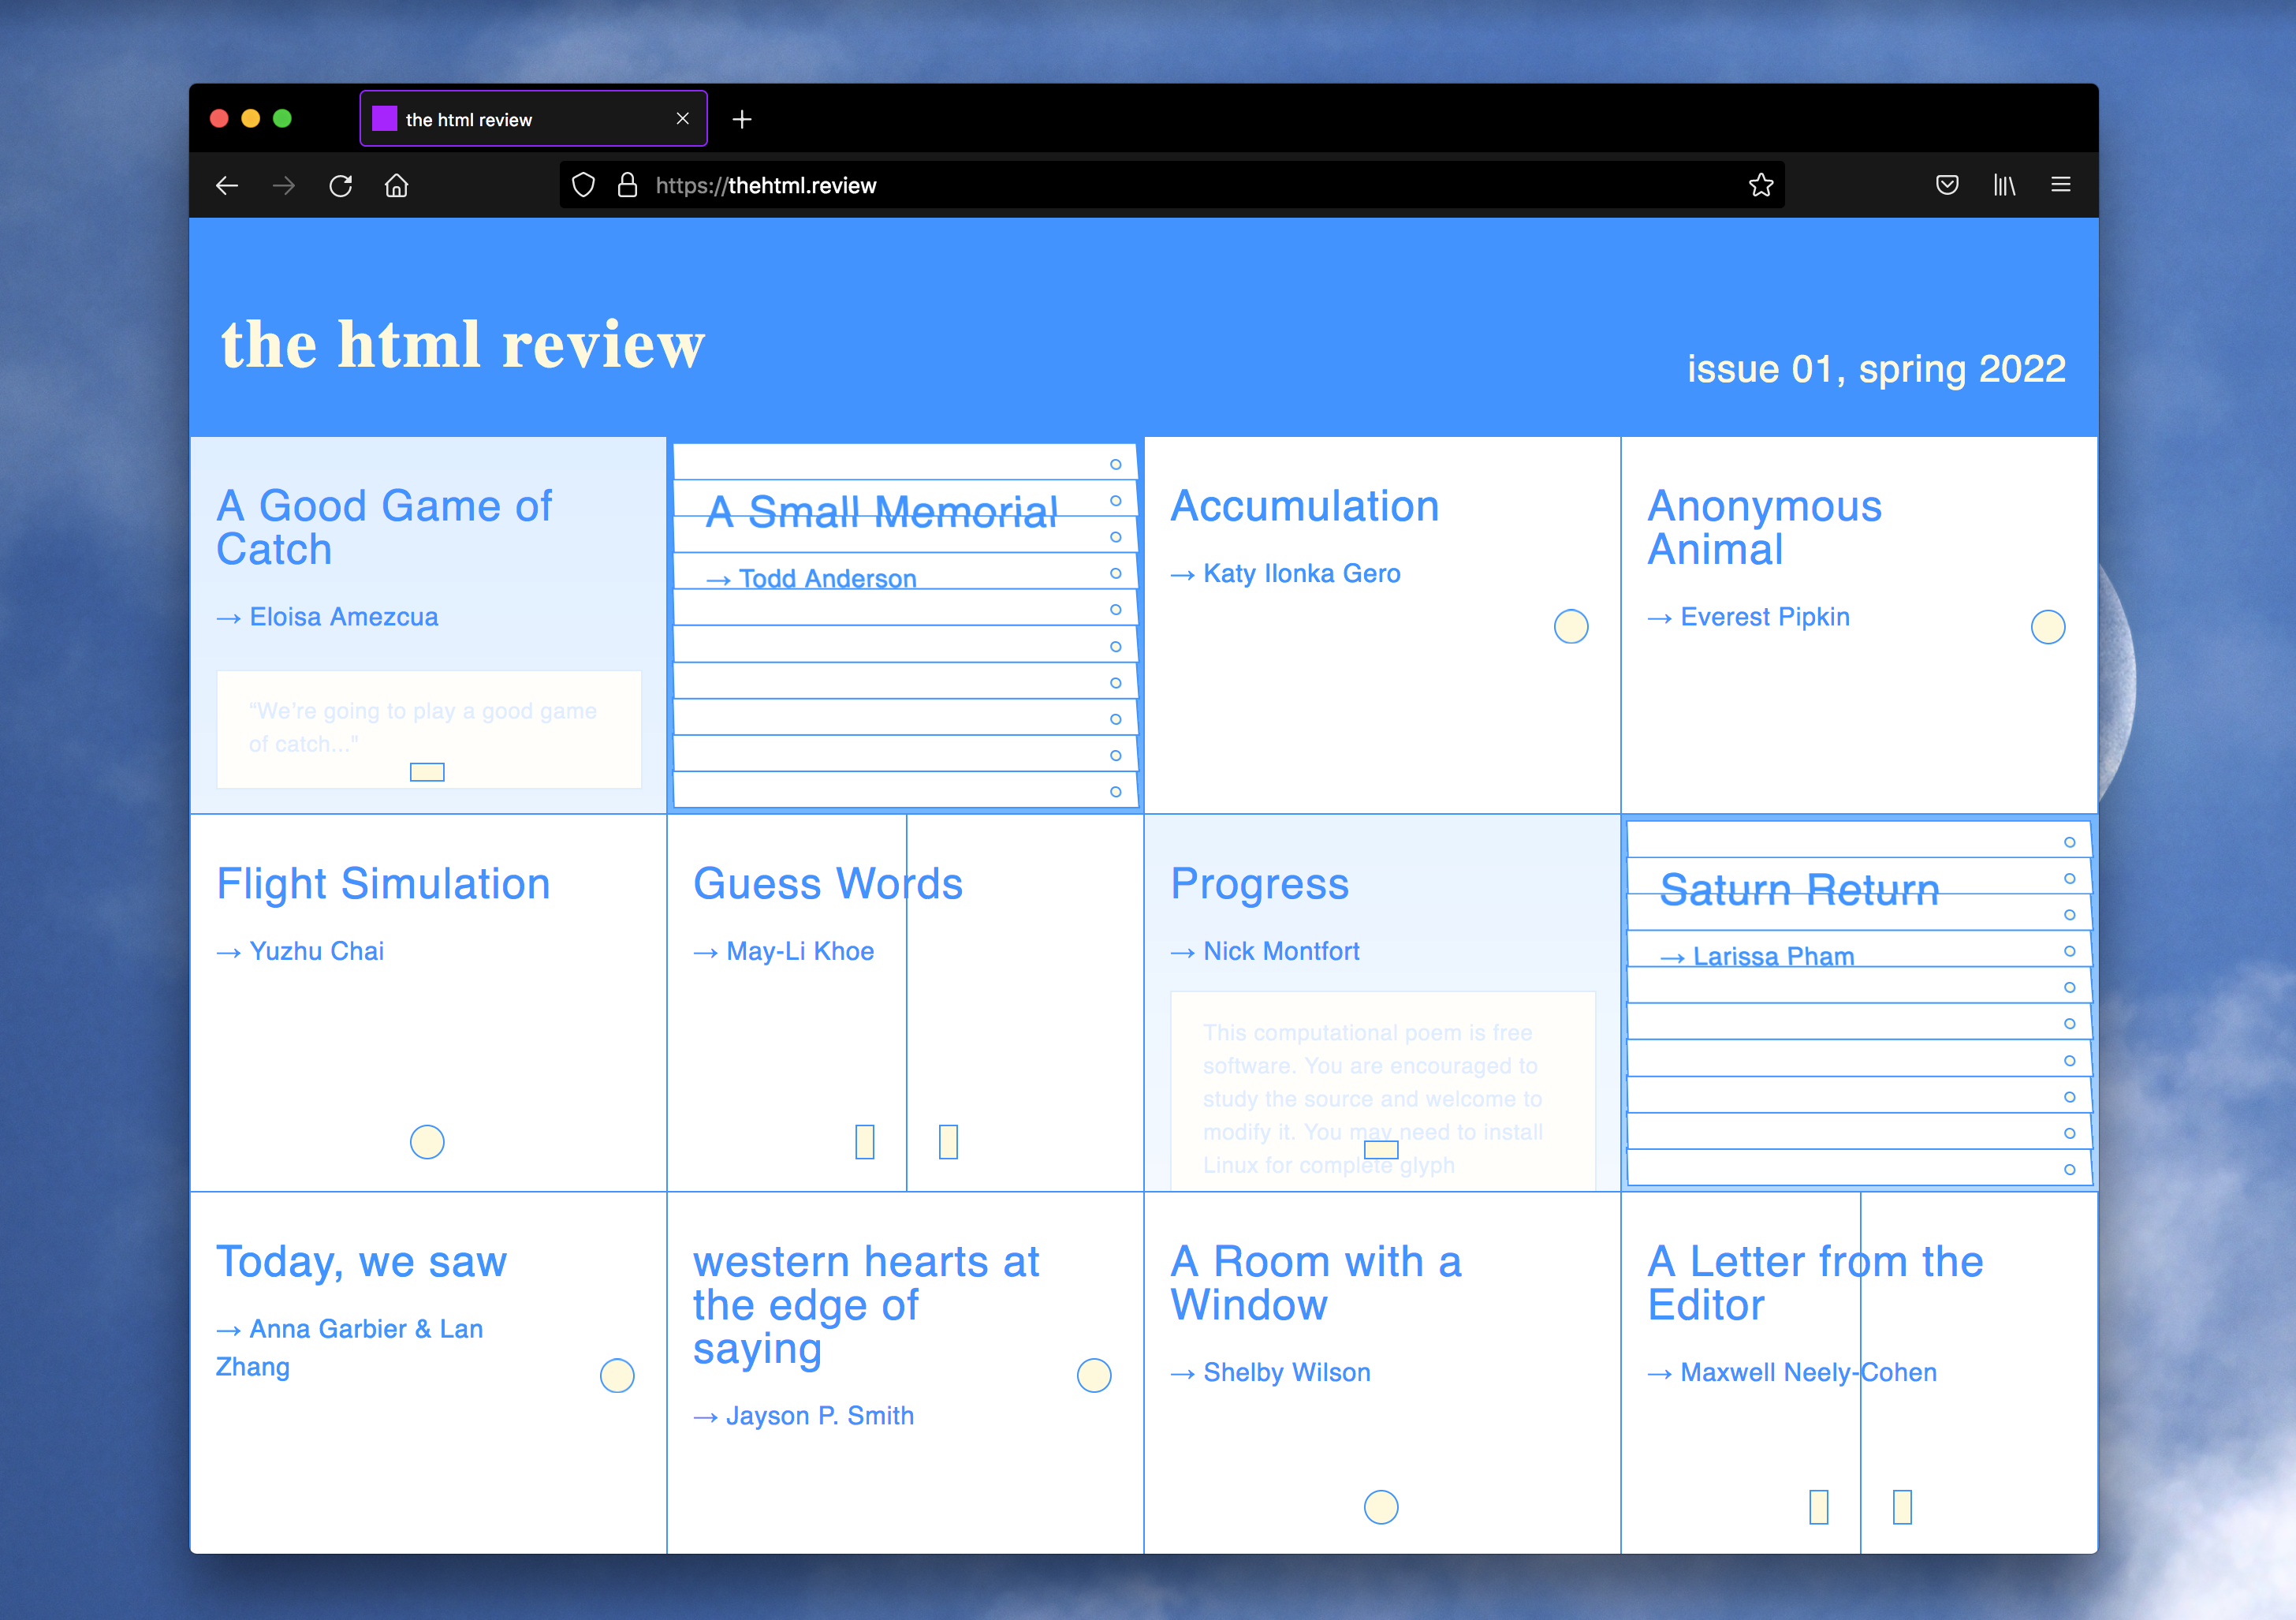 the html review
https://thehtml.review
the html review
issue 01, spring 2022
A Good Game of
Catch
→ Eloisa Amezcua
“We’re going to play a good game
of catch..."
A Small Memorial
→ Todd Anderson
Accumulation
→ Katy Ilonka Gero
Anonymous
Animal
→ Everest Pipkin
Flight Simulation
→ Yuzhu Chai
Guess Words
→ May-Li Khoe
Progress
→ Nick Montfort
This computational poem is free
software. You are encouraged to
study the source and welcome to
modify it. You may need to install
Linux for complete glyph
Saturn Return
→ Larissa Pham
Today, we saw
→ Anna Garbier & Lan
Zhang
western hearts at
the edge of
saying
→ Jayson P. Smith
A Room with a
Window
→ Shelby Wilson
A Letter from the
Editor
→ Maxwell Neely-Cohen